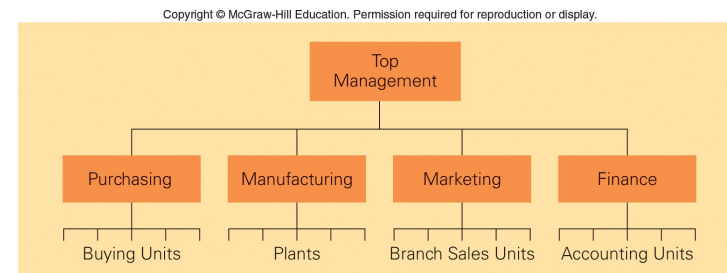 Copyright © McGraw-Hill Education. Permission required for reproduction or display.
Top
Management
Purchasing
Manufacturing
Marketing
Finance
Buying Units
Plants
Branch Sales Units
Accounting Units